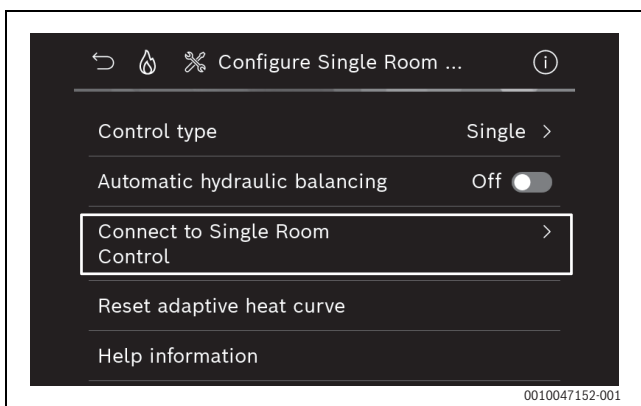 Configure Single Room ...
Control type Single >
Automatic hydraulic balancing Off
Connect to Single Room >
Control
Reset adaptive heat curve
Help information
0010047152-001